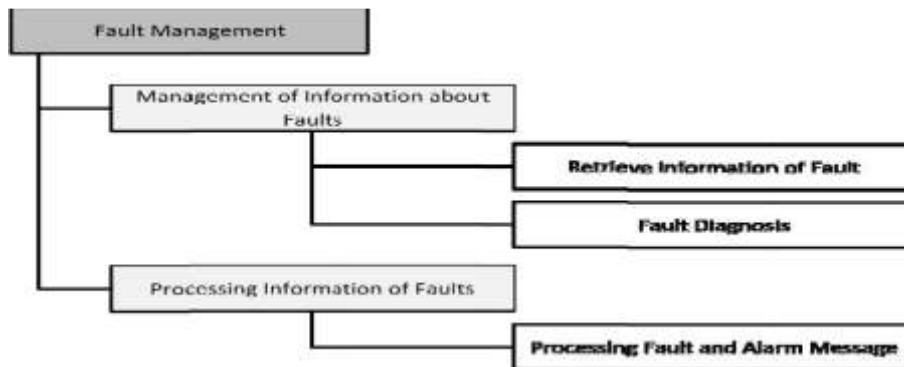 Fault Management
Management of Information about
Faults
Retrieve Information of Fault
Fault Diagnosis
Processing Information of Faults
Processing Fault and Alarm Message